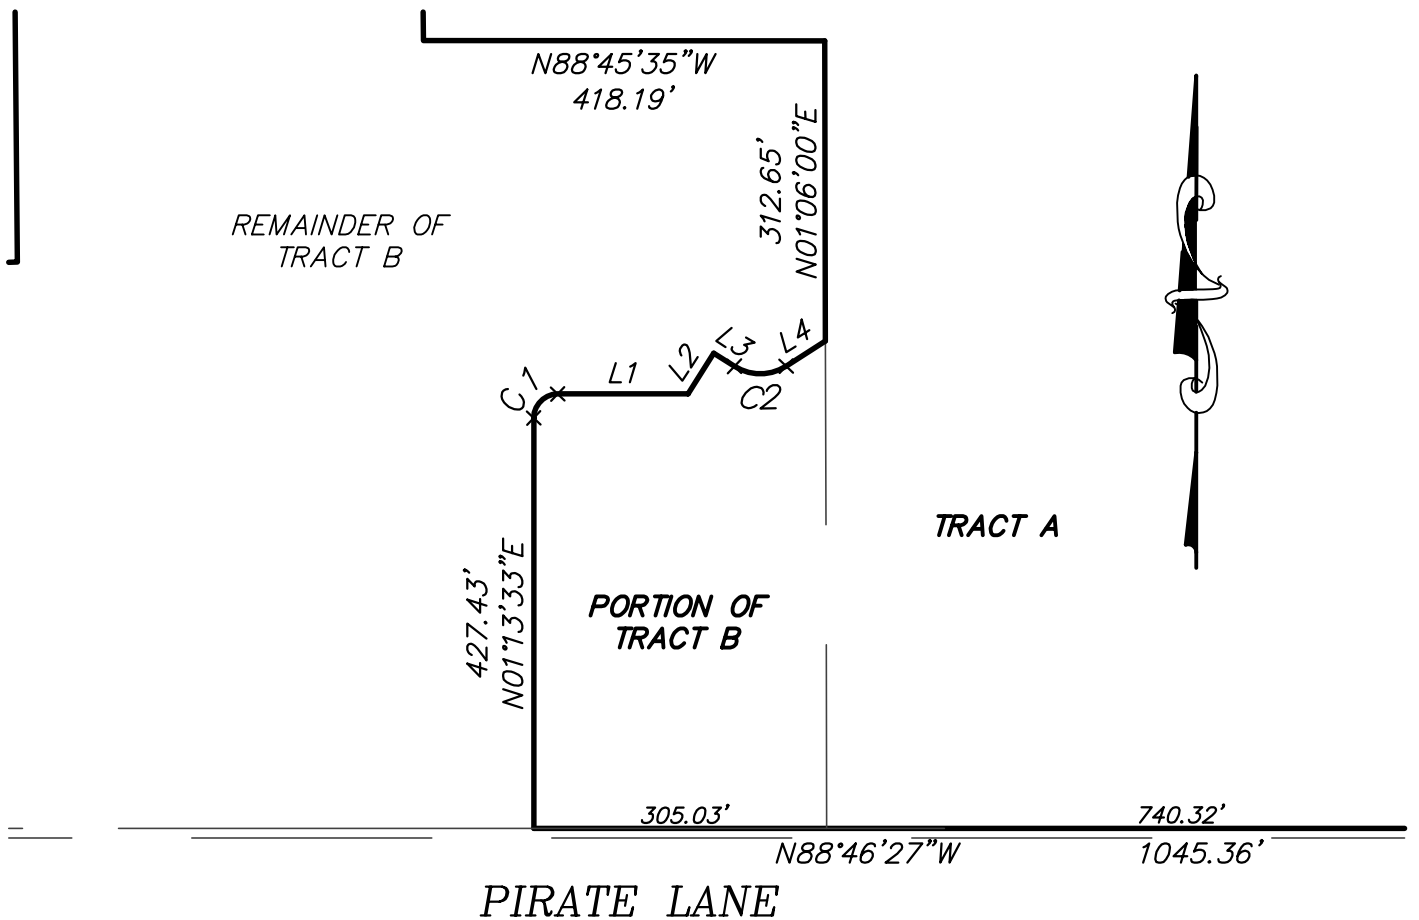 N88°45'35"W
418.19'
312.65'
N01°06'00"E
REMAINDER OF
TRACT B
L3
L4
L2
L1
C1
C2
TRACT A
427.43'
N01°13'33"E
PORTION OF
TRACT B
305.03'
740.32'
N88°46'27"W
1045.36'
PIRATE LANE